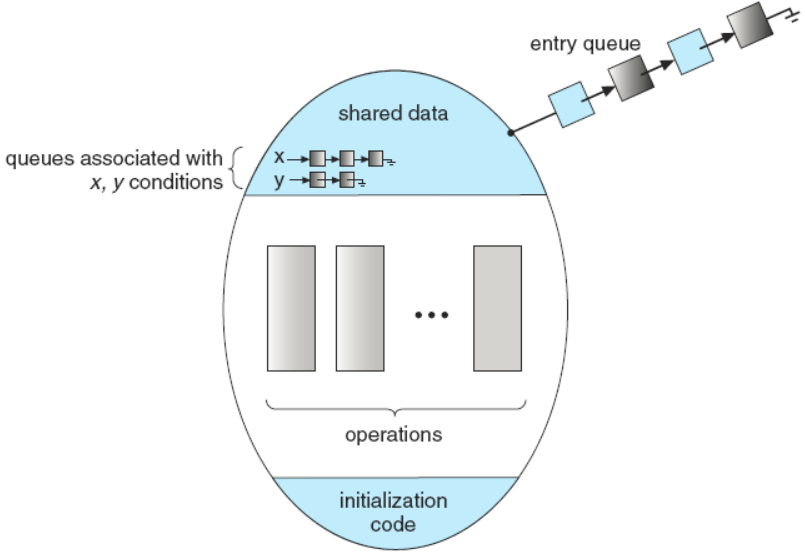 entry queue
shared data
queues associated with
x, y conditions
x
y
operations
initialization
code